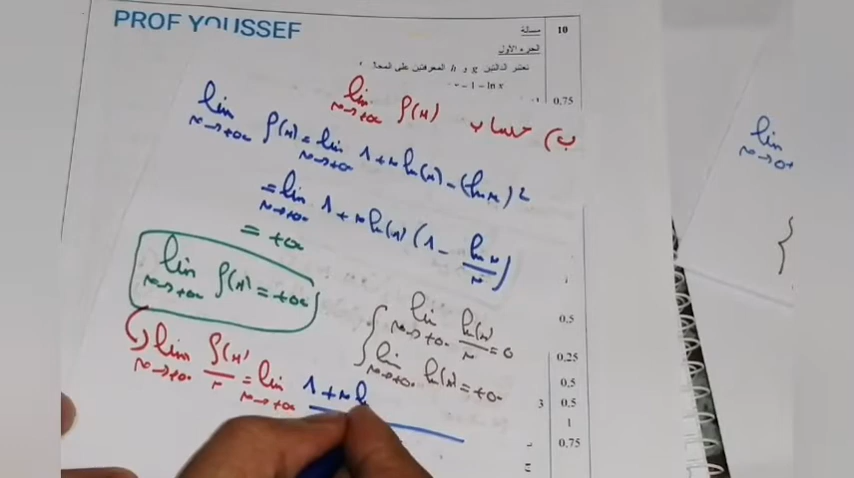 PROF YOUSSEF
مسألة 10
الجزء الأول
نعتبر الدالتين g و h المعرفتين على
− 1 − ln x
0.75
ب) حساب lim f(x)
x→+∞
lim f(x) = lim 1 + x ln(x) − (ln x)²
x→+∞ x→+∞
= lim 1 + x ln(x) (1 − ln x / x)
x→+∞
= +∞
lim f(x) = +∞
x→+∞
lim ln(x) / x = 0
x→+∞
lim ln(x) = +∞
x→+∞
lim f(x) / x = lim 1 + x l
x→+∞ x→+∞
0.5
0.25
0.5
3 0.5
1
0.75
lim
x→0⁺